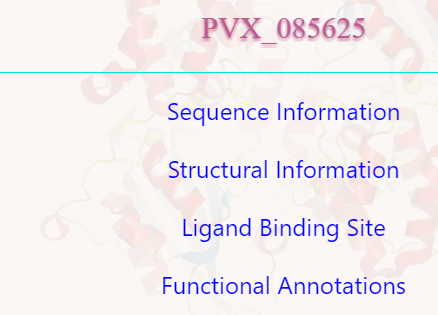 PVX_085625
Sequence Information
Structural Information
Ligand Binding Site
Functional Annotations